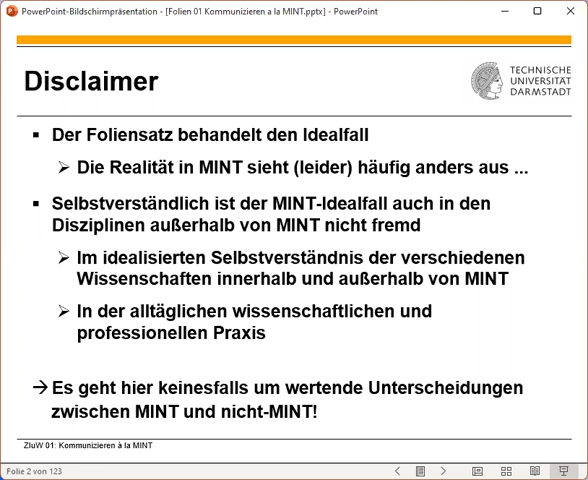 PowerPoint-Bildschirmpräsentation - [Folien 01 Kommunizieren a la MINT.pptx] - PowerPoint
Disclaimer
TECHNISCHE
UNIVERSITÄT
DARMSTADT
▪ Der Foliensatz behandelt den Idealfall
➢ Die Realität in MINT sieht (leider) häufig anders aus ...
▪ Selbstverständlich ist der MINT-Idealfall auch in den
Disziplinen außerhalb von MINT nicht fremd
➢ Im idealisierten Selbstverständnis der verschiedenen
Wissenschaften innerhalb und außerhalb von MINT
➢ In der alltäglichen wissenschaftlichen und
professionellen Praxis
→ Es geht hier keinesfalls um wertende Unterscheidungen
zwischen MINT und nicht-MINT!
ZIuW 01: Kommunizieren à la MINT
Folie 2 von 123